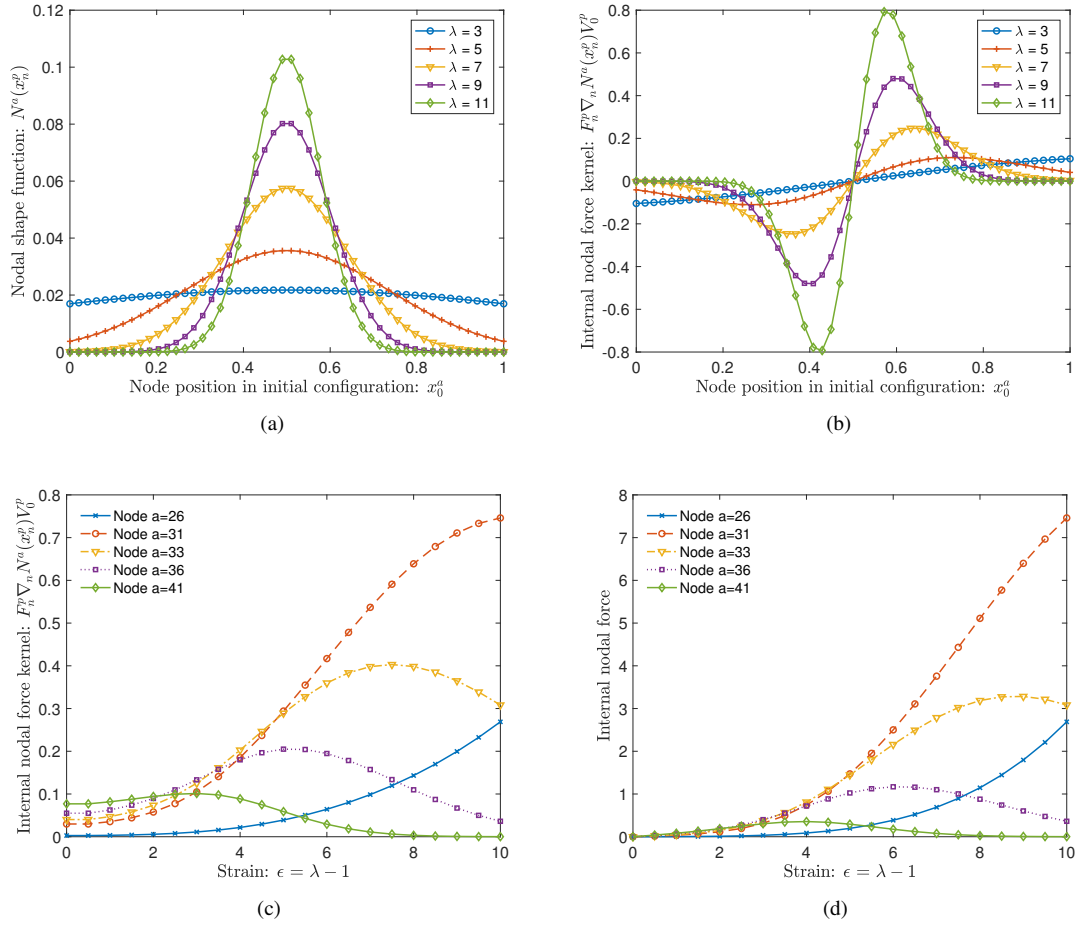 0.12
0.1
0.08
0.06
0.04
0.02
0
0 0.2 0.4 0.6 0.8 1
Nodal shape function: $N^a(x_n^p)$
Node position in initial configuration: $x_0^a$
λ = 3
λ = 5
λ = 7
λ = 9
λ = 11
(a)
0.8
0.6
0.4
0.2
0
-0.2
-0.4
-0.6
-0.8
0 0.2 0.4 0.6 0.8 1
Internal nodal force kernel: $F_n^p \nabla_n N^a(x_n^p)V_0^p$
Node position in initial configuration: $x_0^a$
λ = 3
λ = 5
λ = 7
λ = 9
λ = 11
(b)
0.8
0.7
0.6
0.5
0.4
0.3
0.2
0.1
0
0 2 4 6 8 10
Internal nodal force kernel: $F_n^p \nabla_n N^a(x_n^p)V_0^p$
Strain: ϵ = λ − 1
Node a=26
Node a=31
Node a=33
Node a=36
Node a=41
(c)
8
7
6
5
4
3
2
1
0
0 2 4 6 8 10
Internal nodal force
Strain: ϵ = λ − 1
Node a=26
Node a=31
Node a=33
Node a=36
Node a=41
(d)